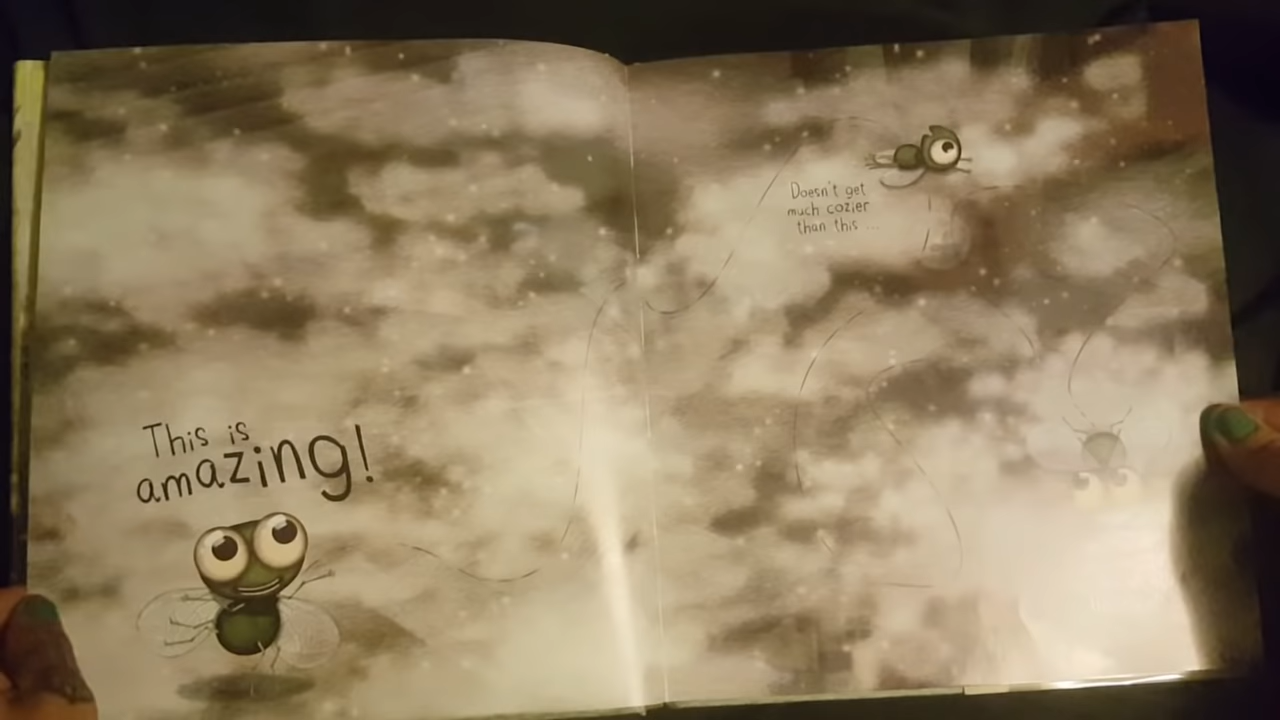 This is
amazing!
Doesn't get
much cozier
than this ...